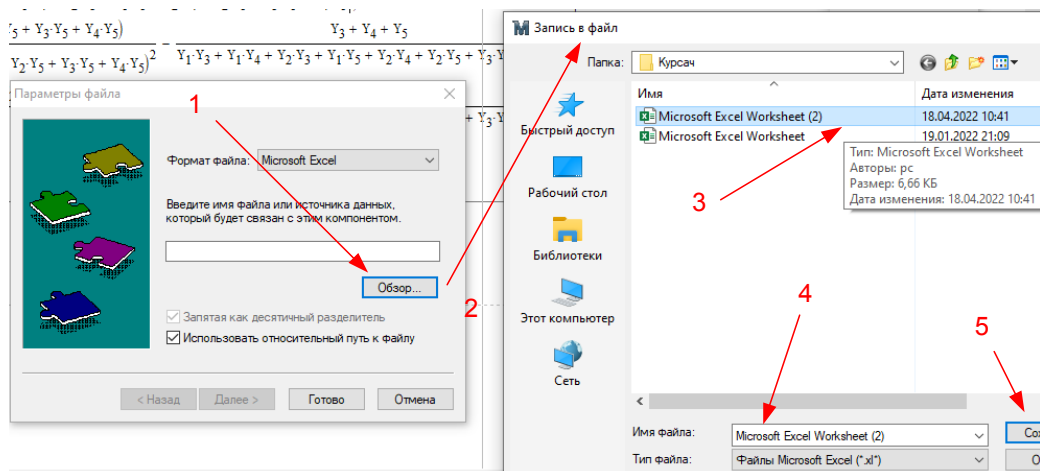 Y5 + Y3·Y5 + Y4·Y5)
Y2·Y5 + Y3·Y5 + Y4·Y5)2
Y3 + Y4 + Y5
Y1·Y3 + Y1·Y4 + Y2·Y3 + Y1·Y5 + Y2·Y4 + Y2·Y5 + Y3·Y
+ Y3·Y
Параметры файла
1
Формат файла: Microsoft Excel
Введите имя файла или источника данных,
который будет связан с этим компонентом.
Обзор...
2
Запятая как десятичный разделитель
Использовать относительный путь к файлу
< Назад Далее > Готово Отмена
Запись в файл
Папка: Курсач
Имя Дата изменения
Microsoft Excel Worksheet (2) 18.04.2022 10:41
Microsoft Excel Worksheet 19.01.2022 21:09
Тип: Microsoft Excel Worksheet
Авторы: pc
Размер: 6,66 КБ
Дата изменения: 18.04.2022 10:41
3
Быстрый доступ
Рабочий стол
Библиотеки
Этот компьютер
Сеть
4
5
Имя файла: Microsoft Excel Worksheet (2) Сох
Тип файла: Файлы Microsoft Excel (*.xl*) О